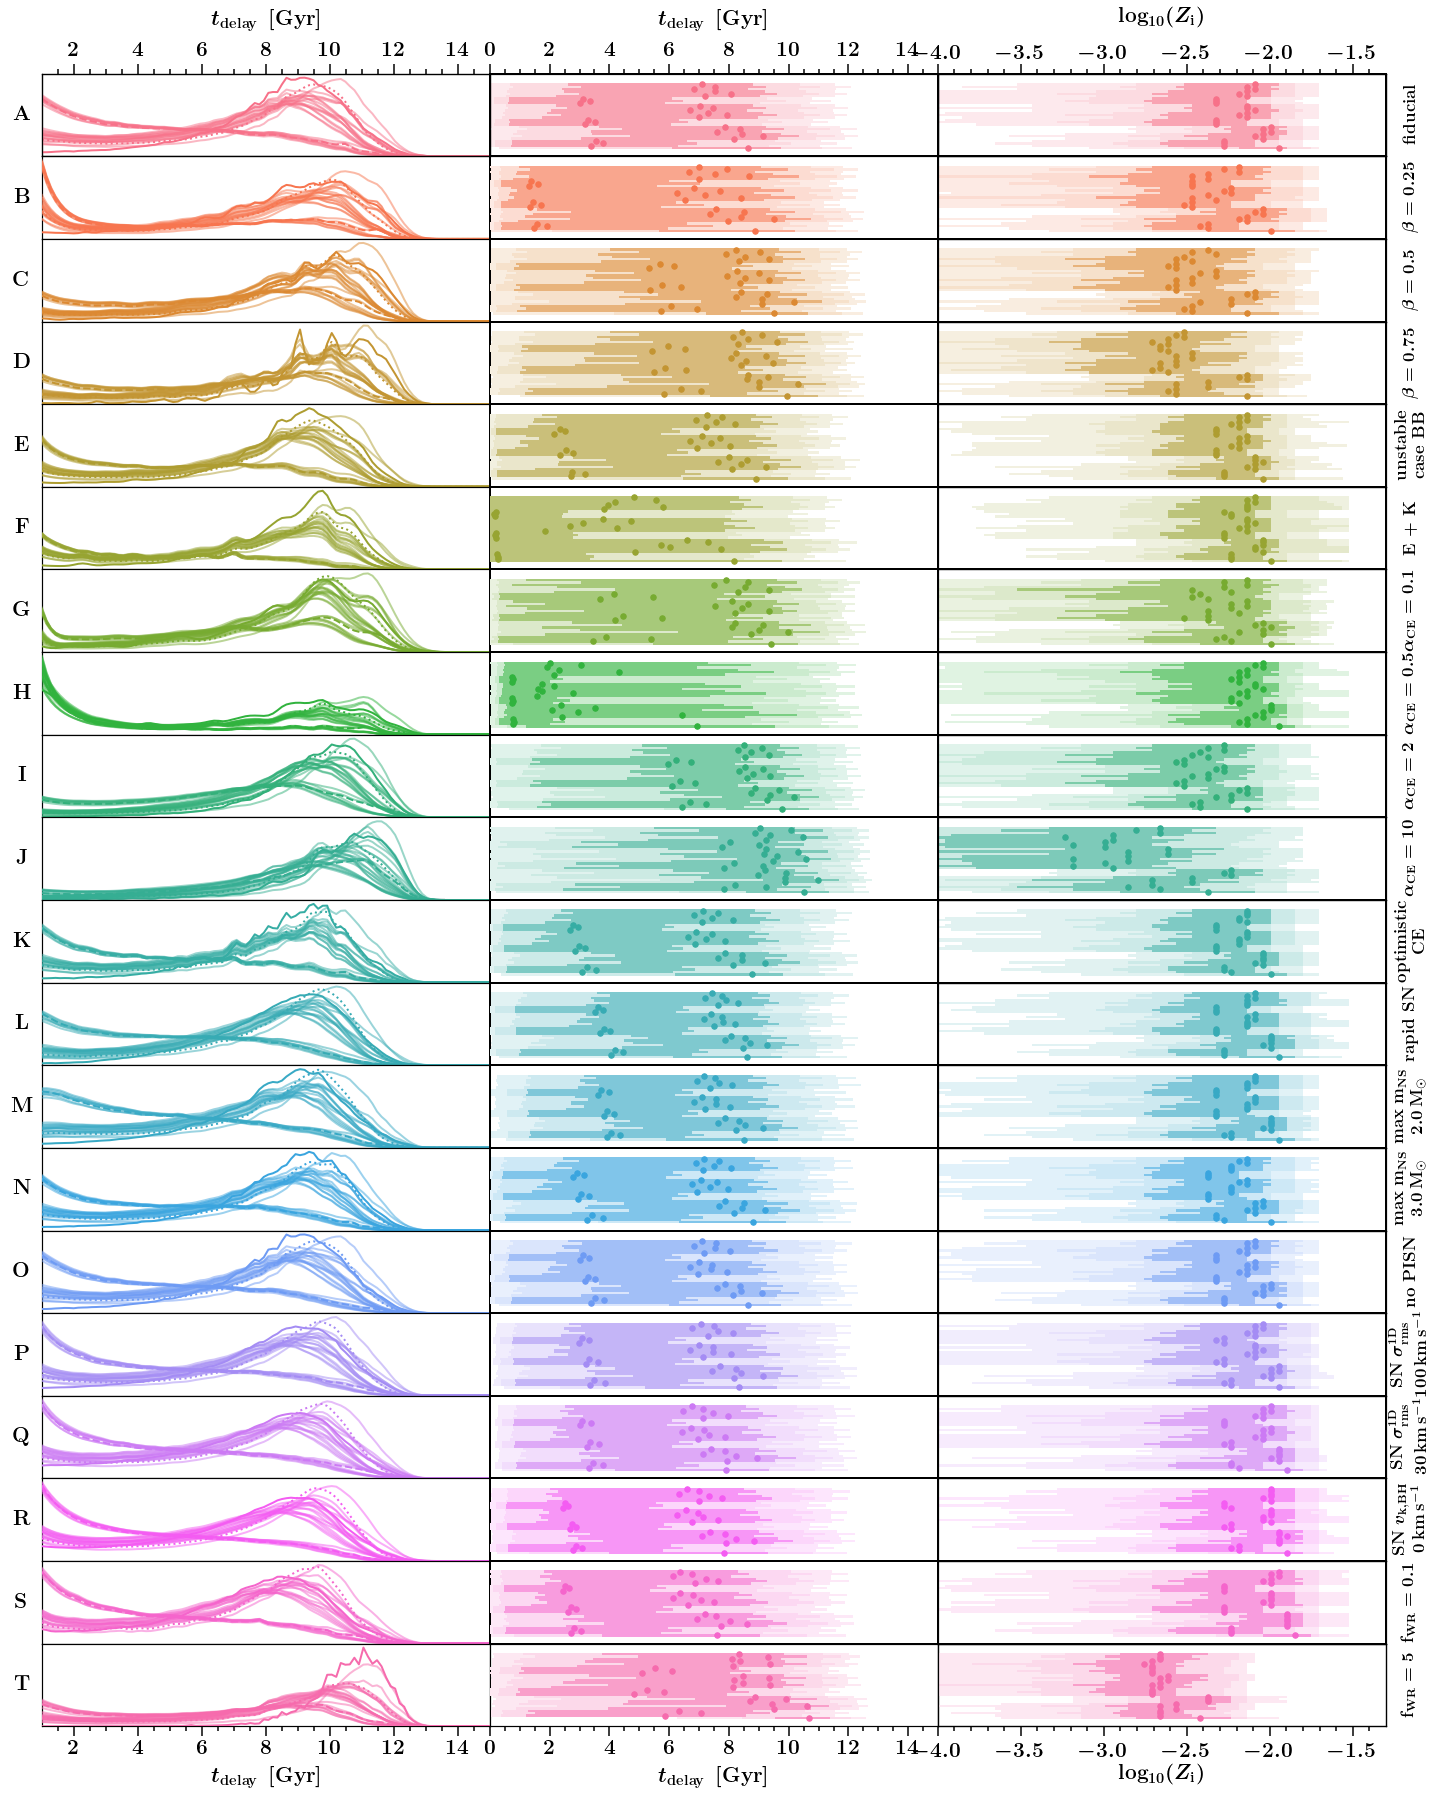 t_delay [Gyr] t_delay [Gyr] log₁₀(Z_i)
2 4 6 8 10 12 14 0 2 4 6 8 10 12 14 −4.0 −3.5 −3.0 −2.5 −2.0 −1.5
A fiducial
B β = 0.25
C β = 0.5
D β = 0.75
E unstable
case BB
F E + K
G α_CE = 0.1
H α_CE = 0.5
I α_CE = 2
J α_CE = 10
K optimistic
CE
L rapid SN
M max m_NS
2.0 M_⊙
N max m_NS
3.0 M_⊙
O no PISN
P SN σ_rms^1D
100 km s⁻¹
Q SN σ_rms^1D
30 km s⁻¹
R SN v_k,BH
0 km s⁻¹
S f_WR = 0.1
T f_WR = 5
2 4 6 8 10 12 14 0 2 4 6 8 10 12 14 −4.0 −3.5 −3.0 −2.5 −2.0 −1.5
t_delay [Gyr] t_delay [Gyr] log₁₀(Z_i)